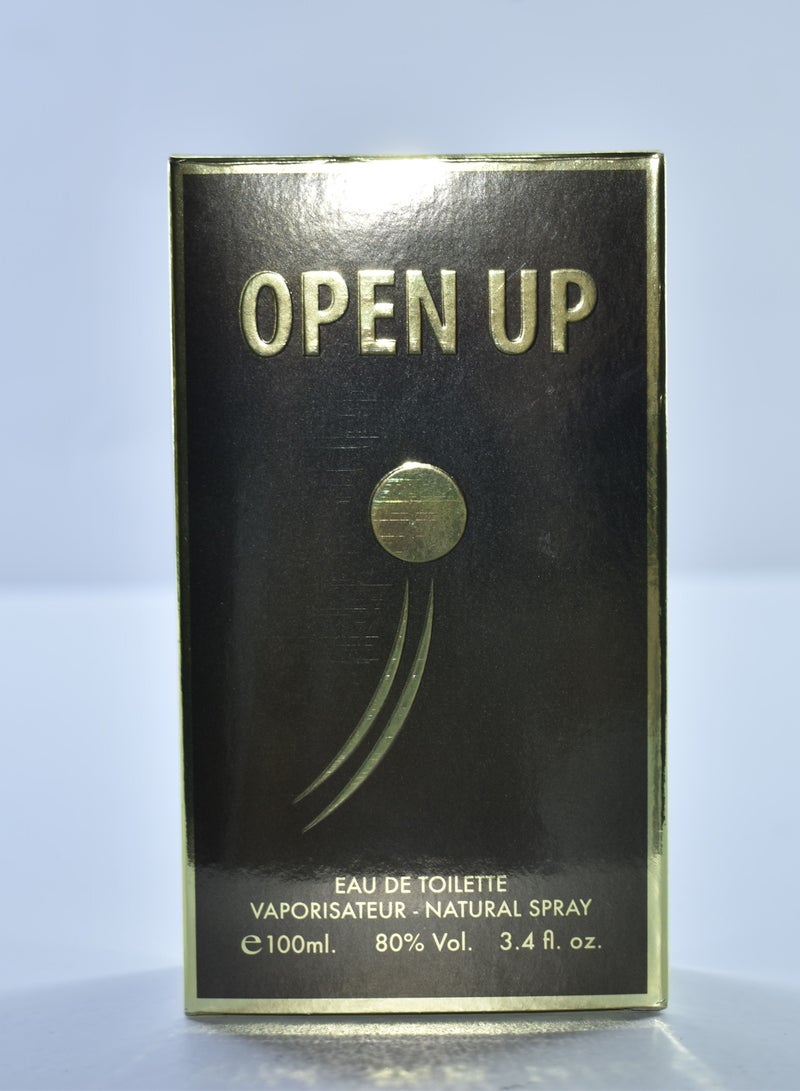 OPEN UP
EAU DE TOILETTE
VAPORISATEUR - NATURAL SPRAY
℮100ml. 80% Vol. 3.4 fl. oz.